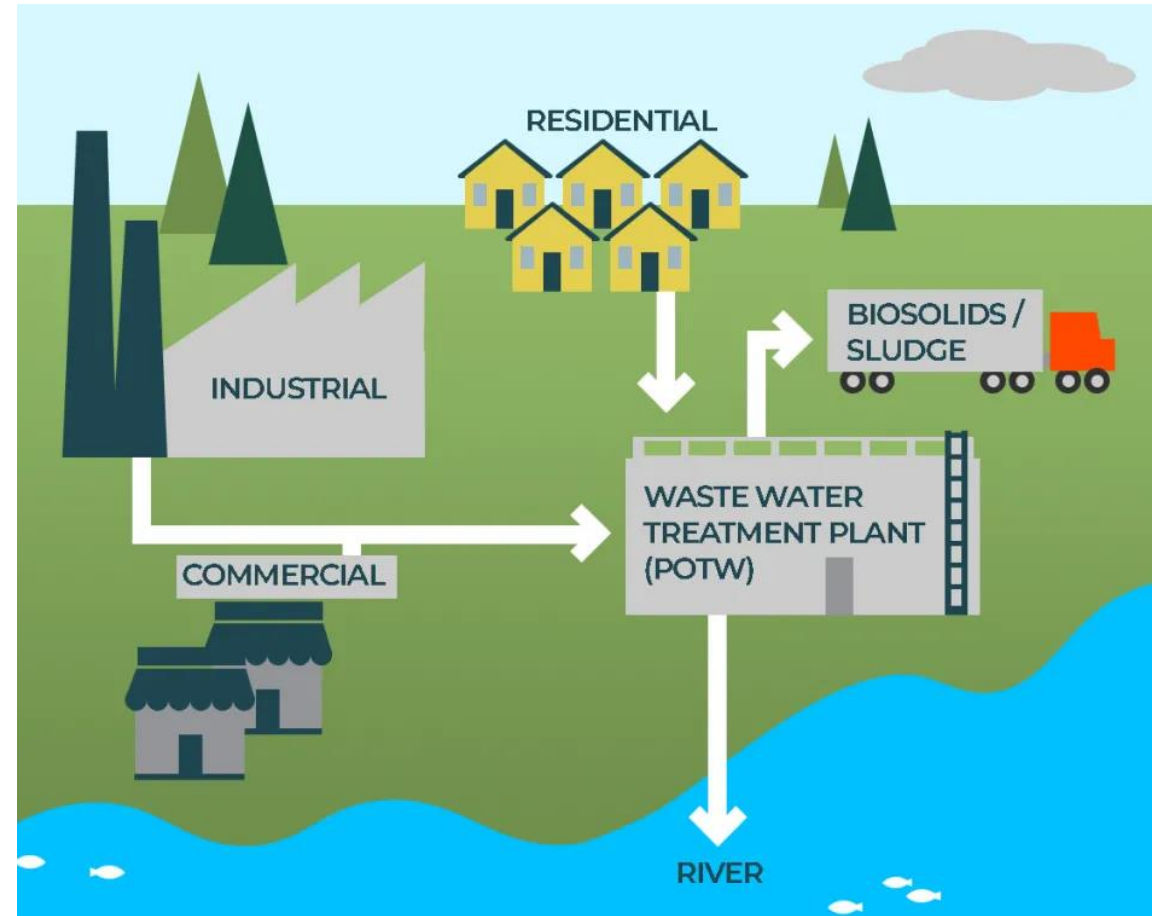 RESIDENTIAL
BIOSOLIDS /
SLUDGE
INDUSTRIAL
WASTE WATER
TREATMENT PLANT
(POTW)
COMMERCIAL
RIVER